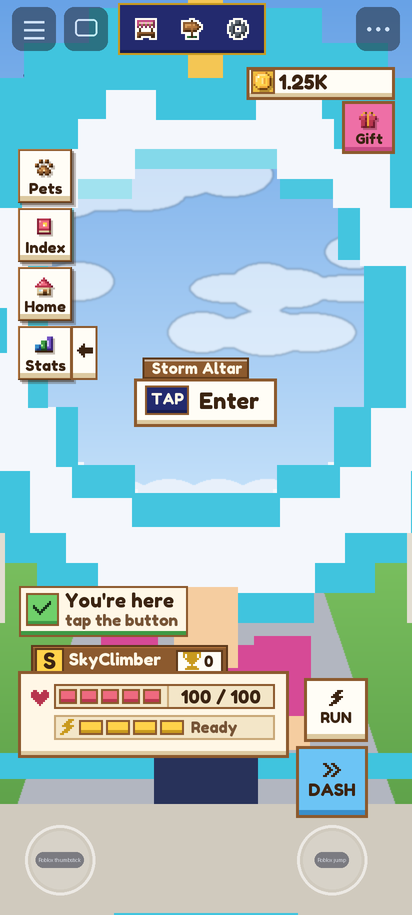 1.25K
Gift
Pets
Index
Home
Stats
Storm Altar
TAP Enter
You're here
tap the button
S SkyClimber 0
100 / 100
Ready
RUN
DASH
Roblox thumbstick
Roblox jump